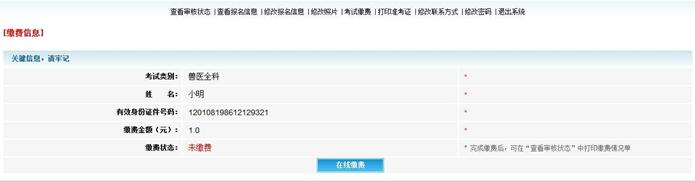 查看审核状态 | 查看报名信息 | 修改报名信息 | 修改照片 | 考试缴费 | 打印准考证 | 修改联系方式 | 修改密码 | 退出系统
[缴费信息]
关键信息，请牢记
考试类别： 兽医全科 *
姓 名： 小明 *
有效身份证件号码： 120108198612129321 *
缴费金额（元）： 1.0 *
缴费状态： 未缴费 * 完成缴费后，可在“查看审核状态”中打印缴费情况单
在线缴费